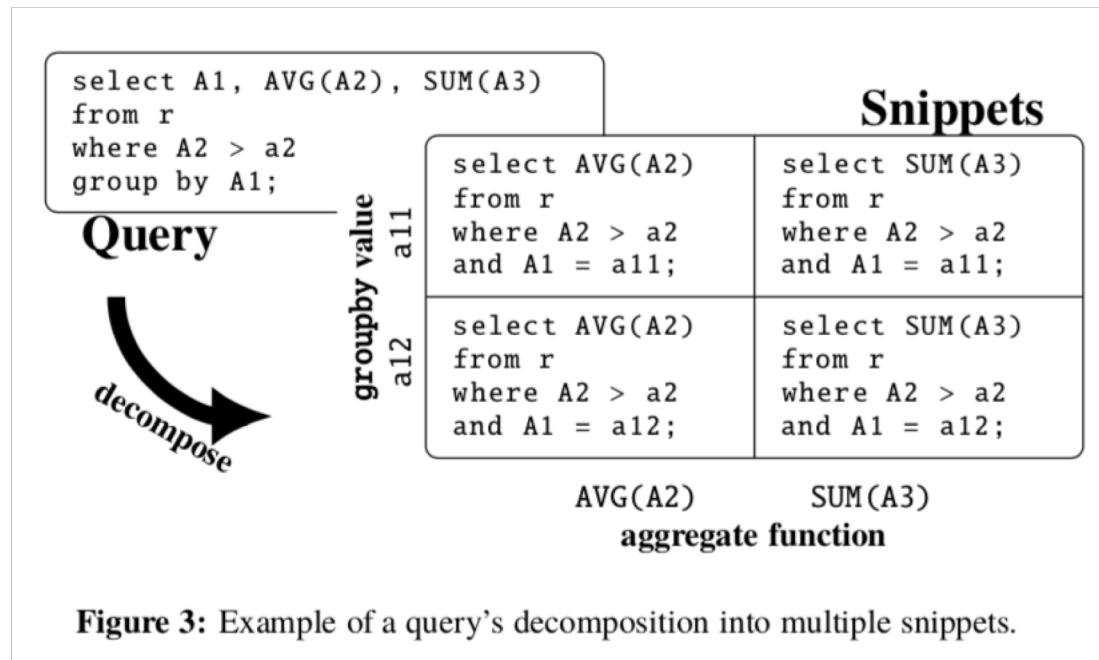 select A1, AVG(A2), SUM(A3)
from r
where A2 > a2
group by A1;
Query
decompose
Snippets
groupby value
a11
a12
select AVG(A2)
from r
where A2 > a2
and A1 = a11;
select SUM(A3)
from r
where A2 > a2
and A1 = a11;
select AVG(A2)
from r
where A2 > a2
and A1 = a12;
select SUM(A3)
from r
where A2 > a2
and A1 = a12;
AVG(A2)
SUM(A3)
aggregate function
Figure 3: Example of a query's decomposition into multiple snippets.